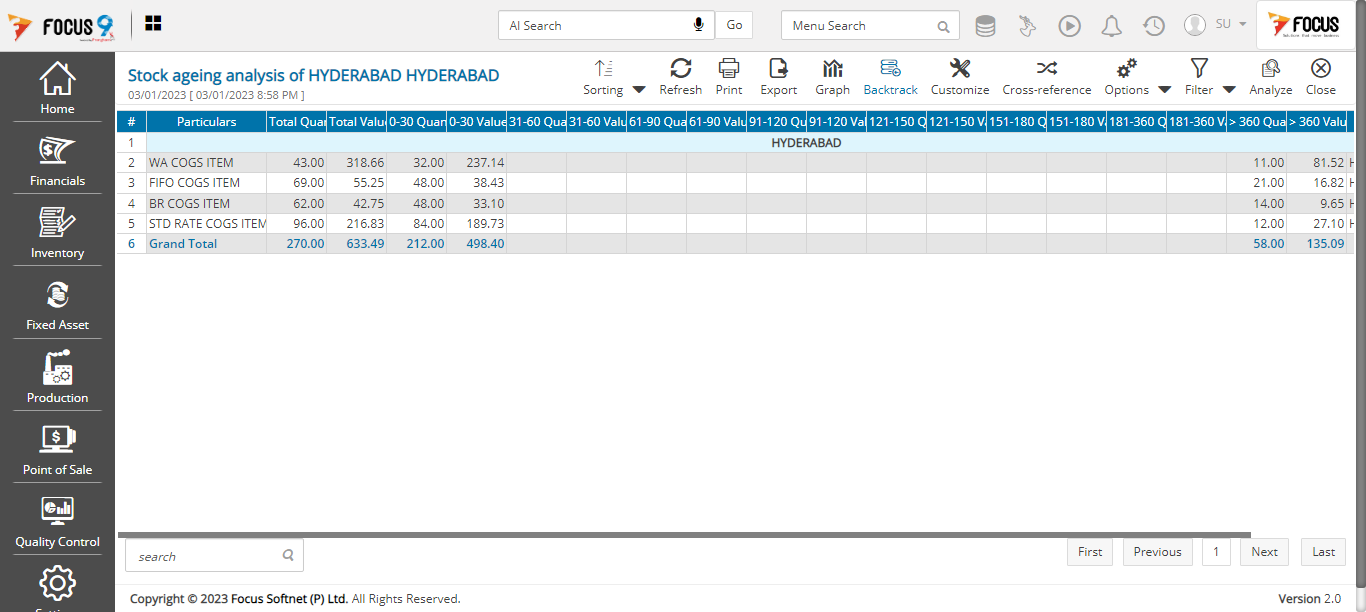 FOCUS 9
AI Search
Go
Menu Search
SU
FOCUS
Home
Financials
Inventory
Fixed Asset
Production
Point of Sale
Quality Control
Stock ageing analysis of HYDERABAD HYDERABAD
03/01/2023 [ 03/01/2023 8:58 PM ]
Sorting Refresh Print Export Graph Backtrack Customize Cross-reference Options Filter Analyze Close
# Particulars Total Quan Total Valu 0-30 Quan 0-30 Value 31-60 Qua 31-60 Valu 61-90 Qua 61-90 Valu 91-120 Qu 91-120 Val 121-150 Q 121-150 V 151-180 Q 151-180 V 181-360 Q 181-360 V > 360 Qua > 360 Valu
1 HYDERABAD
2 WA COGS ITEM 43.00 318.66 32.00 237.14 11.00 81.52 H
3 FIFO COGS ITEM 69.00 55.25 48.00 38.43 21.00 16.82 H
4 BR COGS ITEM 62.00 42.75 48.00 33.10 14.00 9.65 H
5 STD RATE COGS ITEM 96.00 216.83 84.00 189.73 12.00 27.10 H
6 Grand Total 270.00 633.49 212.00 498.40 58.00 135.09
search
First Previous 1 Next Last
Copyright © 2023 Focus Softnet (P) Ltd. All Rights Reserved.
Version 2.0